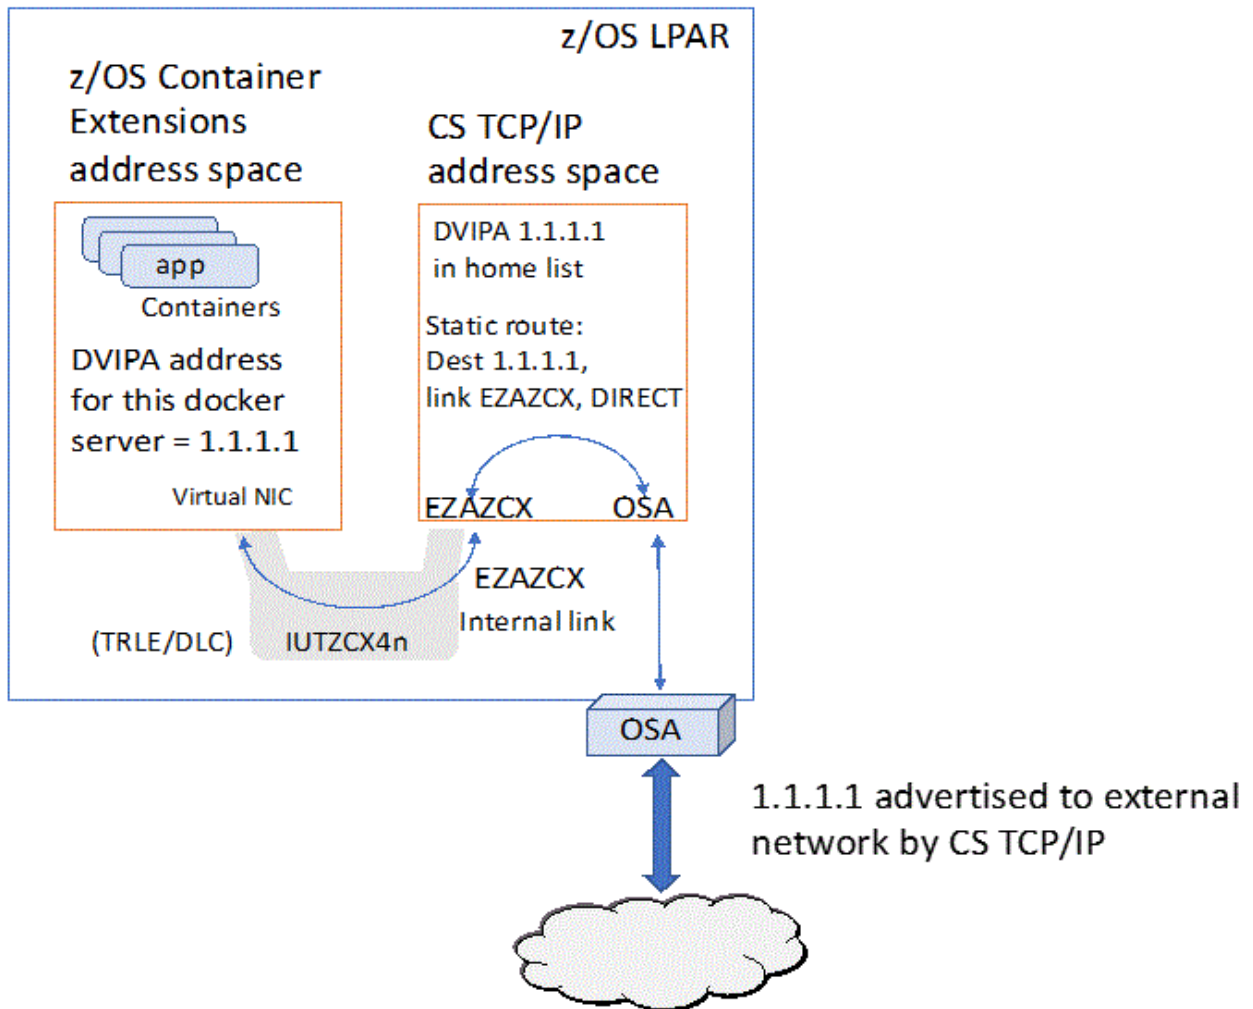 z/OS LPAR
z/OS Container
Extensions
address space
CS TCP/IP
address space
app
Containers
DVIPA address
for this docker
server = 1.1.1.1
Virtual NIC
DVIPA 1.1.1.1
in home list
Static route:
Dest 1.1.1.1,
link EZAZCX, DIRECT
EZAZCX
OSA
EZAZCX
Internal link
(TRLE/DLC)
IUTZCX4n
OSA
1.1.1.1 advertised to external
network by CS TCP/IP